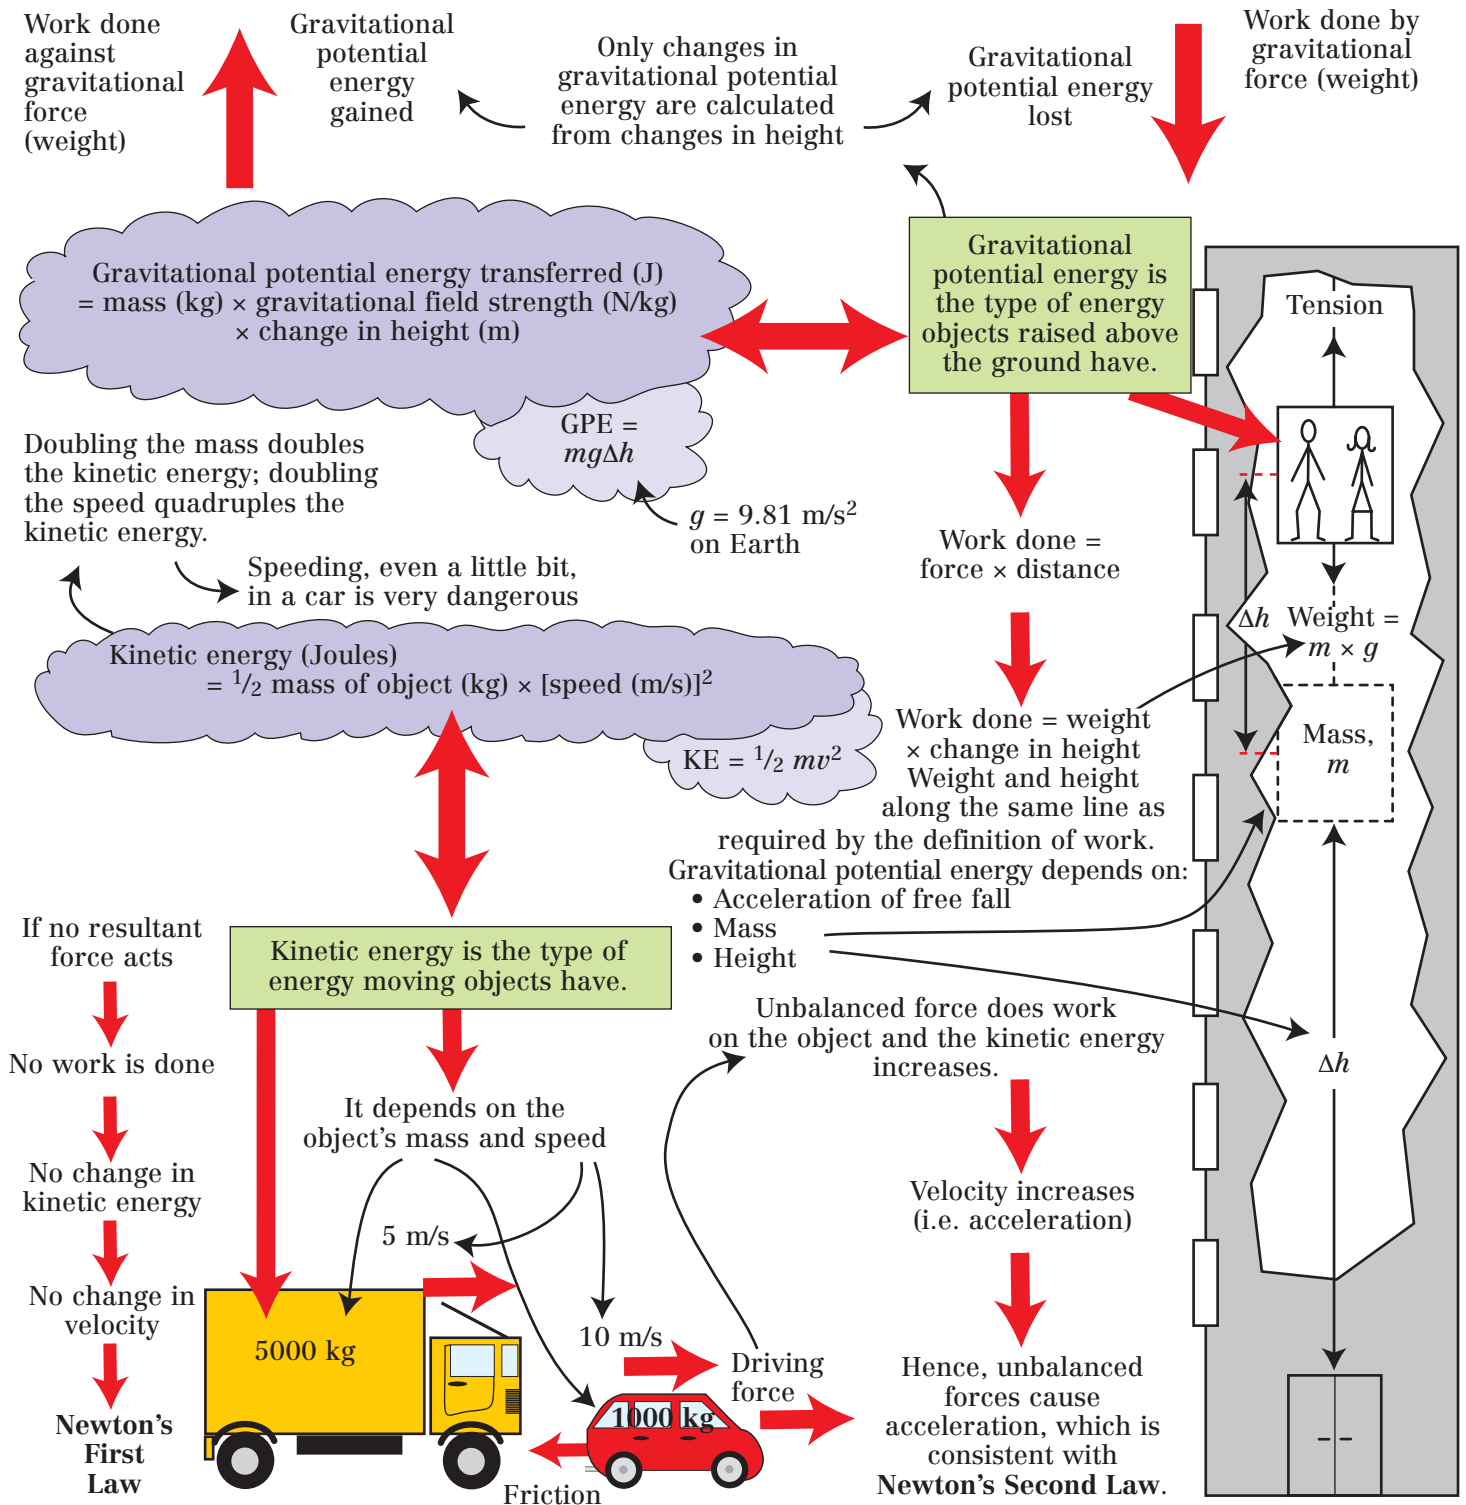 Work done
against
gravitational
force
(weight)
Gravitational
potential
energy
gained
Only changes in
gravitational potential
energy are calculated
from changes in height
Gravitational
potential energy
lost
Work done by
gravitational
force (weight)
Gravitational potential energy transferred (J)
= mass (kg) × gravitational field strength (N/kg)
× change in height (m)
GPE =
mgΔh
g = 9.81 m/s²
on Earth
Gravitational
potential energy is
the type of energy
objects raised above
the ground have.
Tension
Doubling the mass doubles
the kinetic energy; doubling
the speed quadruples the
kinetic energy.
Speeding, even a little bit,
in a car is very dangerous
Kinetic energy (Joules)
= 1/2 mass of object (kg) × [speed (m/s)]²
KE = 1/2 mv²
Work done =
force × distance
Work done = weight
× change in height
Weight and height
along the same line as
required by the definition of work.
Gravitational potential energy depends on:
• Acceleration of free fall
• Mass
• Height
Δh
Weight =
m × g
Mass,
m
Δh
If no resultant
force acts
No work is done
No change in
kinetic energy
No change in
velocity
Newton's
First
Law
Kinetic energy is the type of
energy moving objects have.
It depends on the
object's mass and speed
5 m/s
10 m/s
5000 kg
1000 kg
Driving
force
Friction
Unbalanced force does work
on the object and the kinetic energy
increases.
Velocity increases
(i.e. acceleration)
Hence, unbalanced
forces cause
acceleration, which is
consistent with
Newton's Second Law.